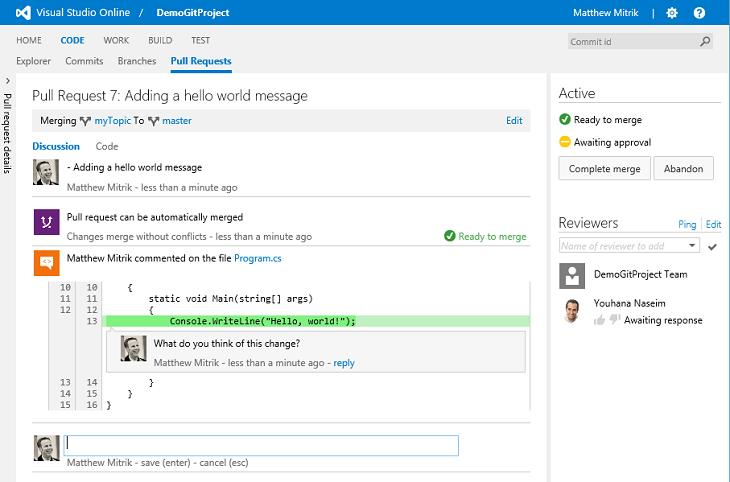 Visual Studio Online / DemoGitProject Matthew Mitrik | ?
HOME CODE WORK BUILD TEST
Commit id
Explorer Commits Branches Pull Requests
Pull request details
Pull Request 7: Adding a hello world message
Merging myTopic To master Edit
Discussion Code
- Adding a hello world message
Matthew Mitrik - less than a minute ago
Pull request can be automatically merged
Changes merge without conflicts - less than a minute ago Ready to merge
Matthew Mitrik commented on the file Program.cs
10 10 {
11 11 static void Main(string[] args)
12 12 {
13 Console.WriteLine("Hello, world!");
What do you think of this change?
Matthew Mitrik - less than a minute ago - reply
13 14 }
14 15 }
15 16 }
Matthew Mitrik - save (enter) - cancel (esc)
Active
Ready to merge
Awaiting approval
Complete merge Abandon
Reviewers Ping | Edit
Name of reviewer to add
DemoGitProject Team
Youhana Naseim
Awaiting response